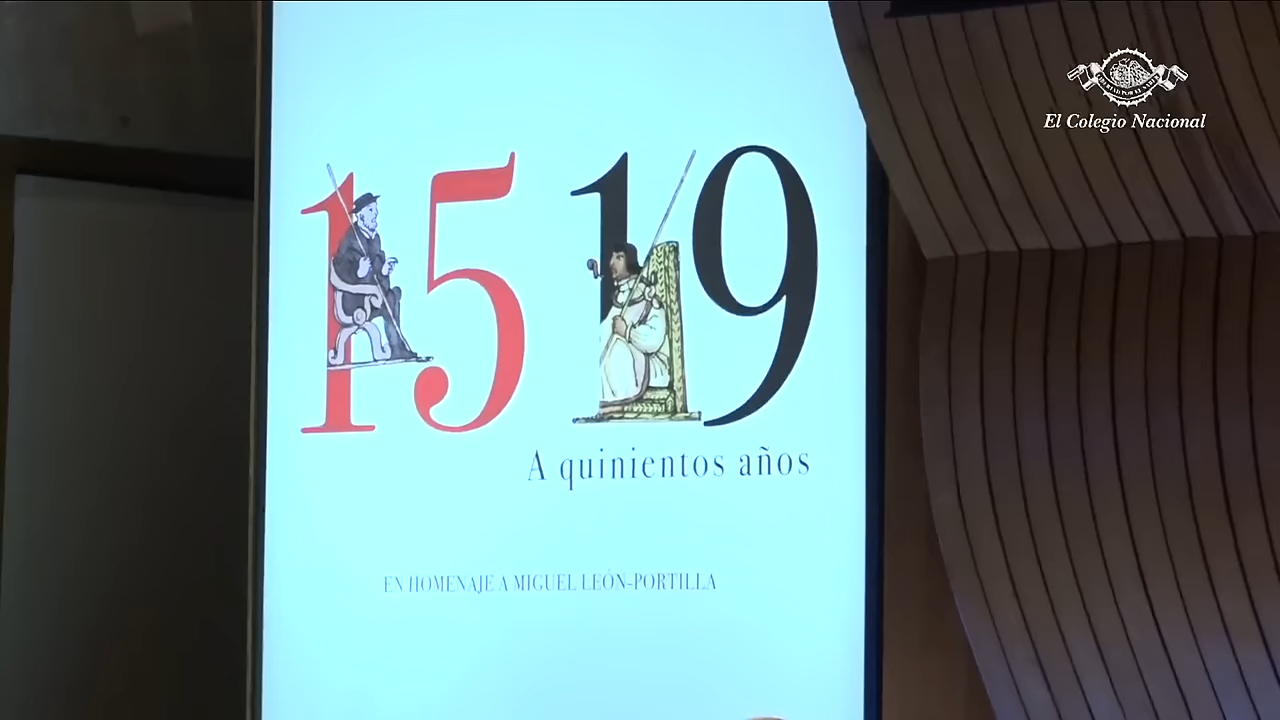 El Colegio Nacional
1519
A quinientos años
EN HOMENAJE A MIGUEL LEÓN-PORTILLA